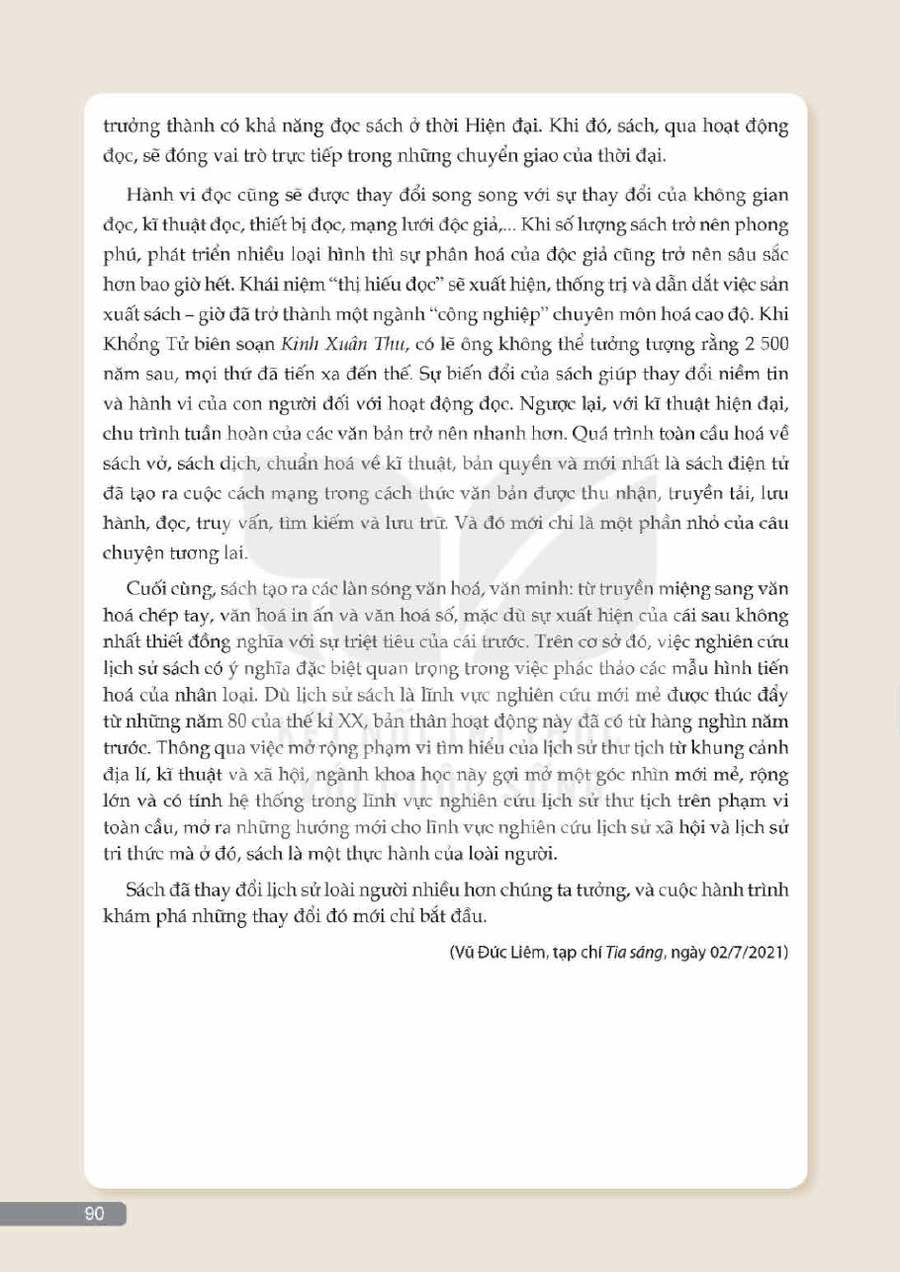 trưởng thành có khả năng đọc sách ở thời Hiện đại. Khi đó, sách, qua hoạt động
đọc, sẽ đóng vai trò trực tiếp trong những chuyển giao của thời đại.
Hành vi đọc cũng sẽ được thay đổi song song với sự thay đổi của không gian
đọc, kĩ thuật đọc, thiết bị đọc, mạng lưới độc giả,... Khi số lượng sách trở nên phong
phú, phát triển nhiều loại hình thì sự phân hoá của độc giả cũng trở nên sâu sắc
hơn bao giờ hết. Khái niệm “thị hiếu đọc” sẽ xuất hiện, thống trị và dẫn dắt việc sản
xuất sách – giờ đã trở thành một ngành “công nghiệp” chuyên môn hoá cao độ. Khi
Khổng Tử biên soạn Kinh Xuân Thu, có lẽ ông không thể tưởng tượng rằng 2 500
năm sau, mọi thứ đã tiến xa đến thế. Sự biến đổi của sách giúp thay đổi niềm tin
và hành vi của con người đối với hoạt động đọc. Ngược lại, với kĩ thuật hiện đại,
chu trình tuần hoàn của các văn bản trở nên nhanh hơn. Quá trình toàn cầu hoá về
sách vở, sách dịch, chuẩn hoá về kĩ thuật, bản quyền và mới nhất là sách điện tử
đã tạo ra cuộc cách mạng trong cách thức văn bản được thu nhận, truyền tải, lưu
hành, đọc, truy vấn, tìm kiếm và lưu trữ. Và đó mới chỉ là một phần nhỏ của câu
chuyện tương lai.
Cuối cùng, sách tạo ra các làn sóng văn hoá, văn minh: từ truyền miệng sang văn
hoá chép tay, văn hoá in ấn và văn hoá số, mặc dù sự xuất hiện của cái sau không
nhất thiết đồng nghĩa với sự triệt tiêu của cái trước. Trên cơ sở đó, việc nghiên cứu
lịch sử sách có ý nghĩa đặc biệt quan trọng trong việc phác thảo các mẫu hình tiến
hoá của nhân loại. Dù lịch sử sách là lĩnh vực nghiên cứu mới mẻ được thúc đẩy
từ những năm 80 của thế kỉ XX, bản thân hoạt động này đã có từ hàng nghìn năm
trước. Thông qua việc mở rộng phạm vi tìm hiểu của lịch sử thư tịch từ khung cảnh
địa lí, kĩ thuật và xã hội, ngành khoa học này gợi mở một góc nhìn mới mẻ, rộng
lớn và có tính hệ thống trong lĩnh vực nghiên cứu lịch sử thư tịch trên phạm vi
toàn cầu, mở ra những hướng mới cho lĩnh vực nghiên cứu lịch sử xã hội và lịch sử
tri thức mà ở đó, sách là một thực hành của loài người.
Sách đã thay đổi lịch sử loài người nhiều hơn chúng ta tưởng, và cuộc hành trình
khám phá những thay đổi đó mới chỉ bắt đầu.
(Vũ Đức Liêm, tạp chí Tia sáng, ngày 02/7/2021)
KẾT NỐI TRI THỨC
VỚI CUỘC SỐNG
90